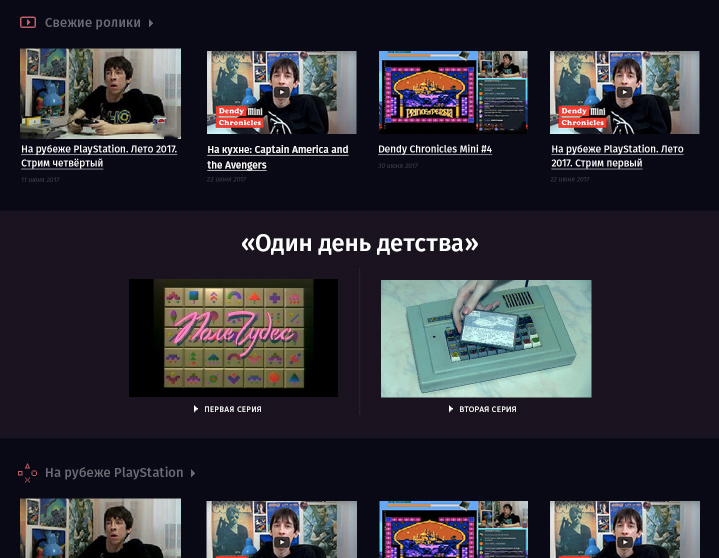 Свежие ролики
Dendy Mini
Chronicles
Dendy Mini
Chronicles
На рубеже PlayStation. Лето 2017.
Стрим четвёртый
11 июня 2017
На кухне: Captain America and
the Avengers
22 июня 2017
Dendy Chronicles Mini #4
30 июня 2017
На рубеже PlayStation. Лето
2017. Стрим первый
22 июня 2017
«Один день детства»
Поле Чудес
ПЕРВАЯ СЕРИЯ
ВТОРАЯ СЕРИЯ
На рубеже PlayStation